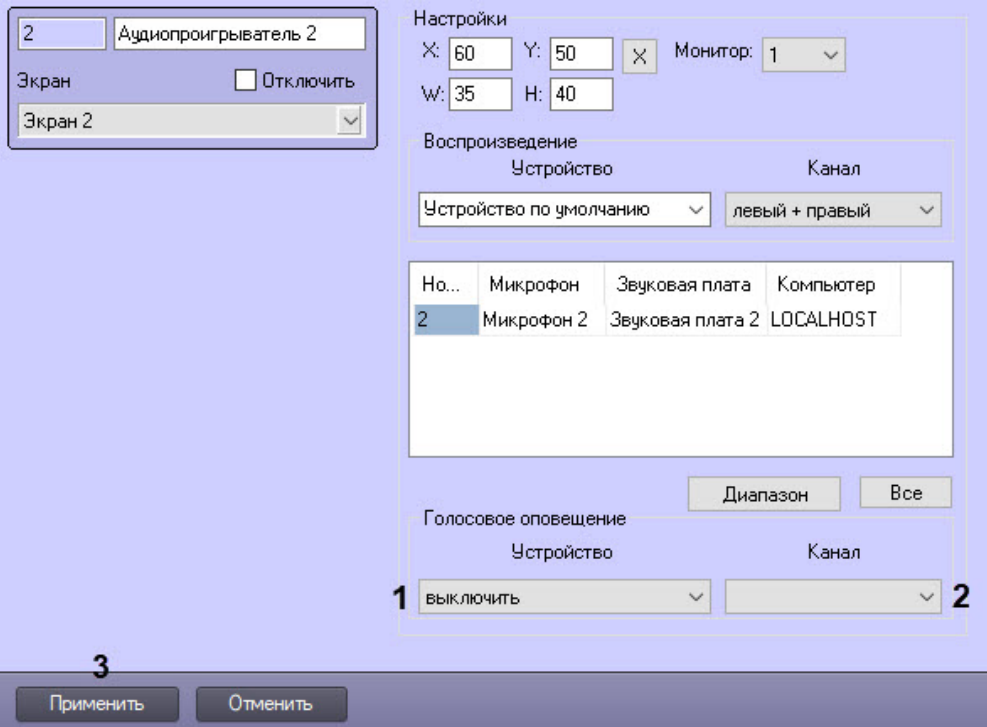 2 Аудиопроигрыватель 2
Экран Отключить
Экран 2
Настройки
X: 60 Y: 50 X Монитор: 1
W: 35 H: 40
Воспроизведение
Устройство Канал
Устройство по умолчанию левый + правый
Но... Микрофон Звуковая плата Компьютер
2 Микрофон 2 Звуковая плата 2 LOCALHOST
Диапазон Все
Голосовое оповещение
Устройство Канал
1 выключить 2
3
Применить Отменить